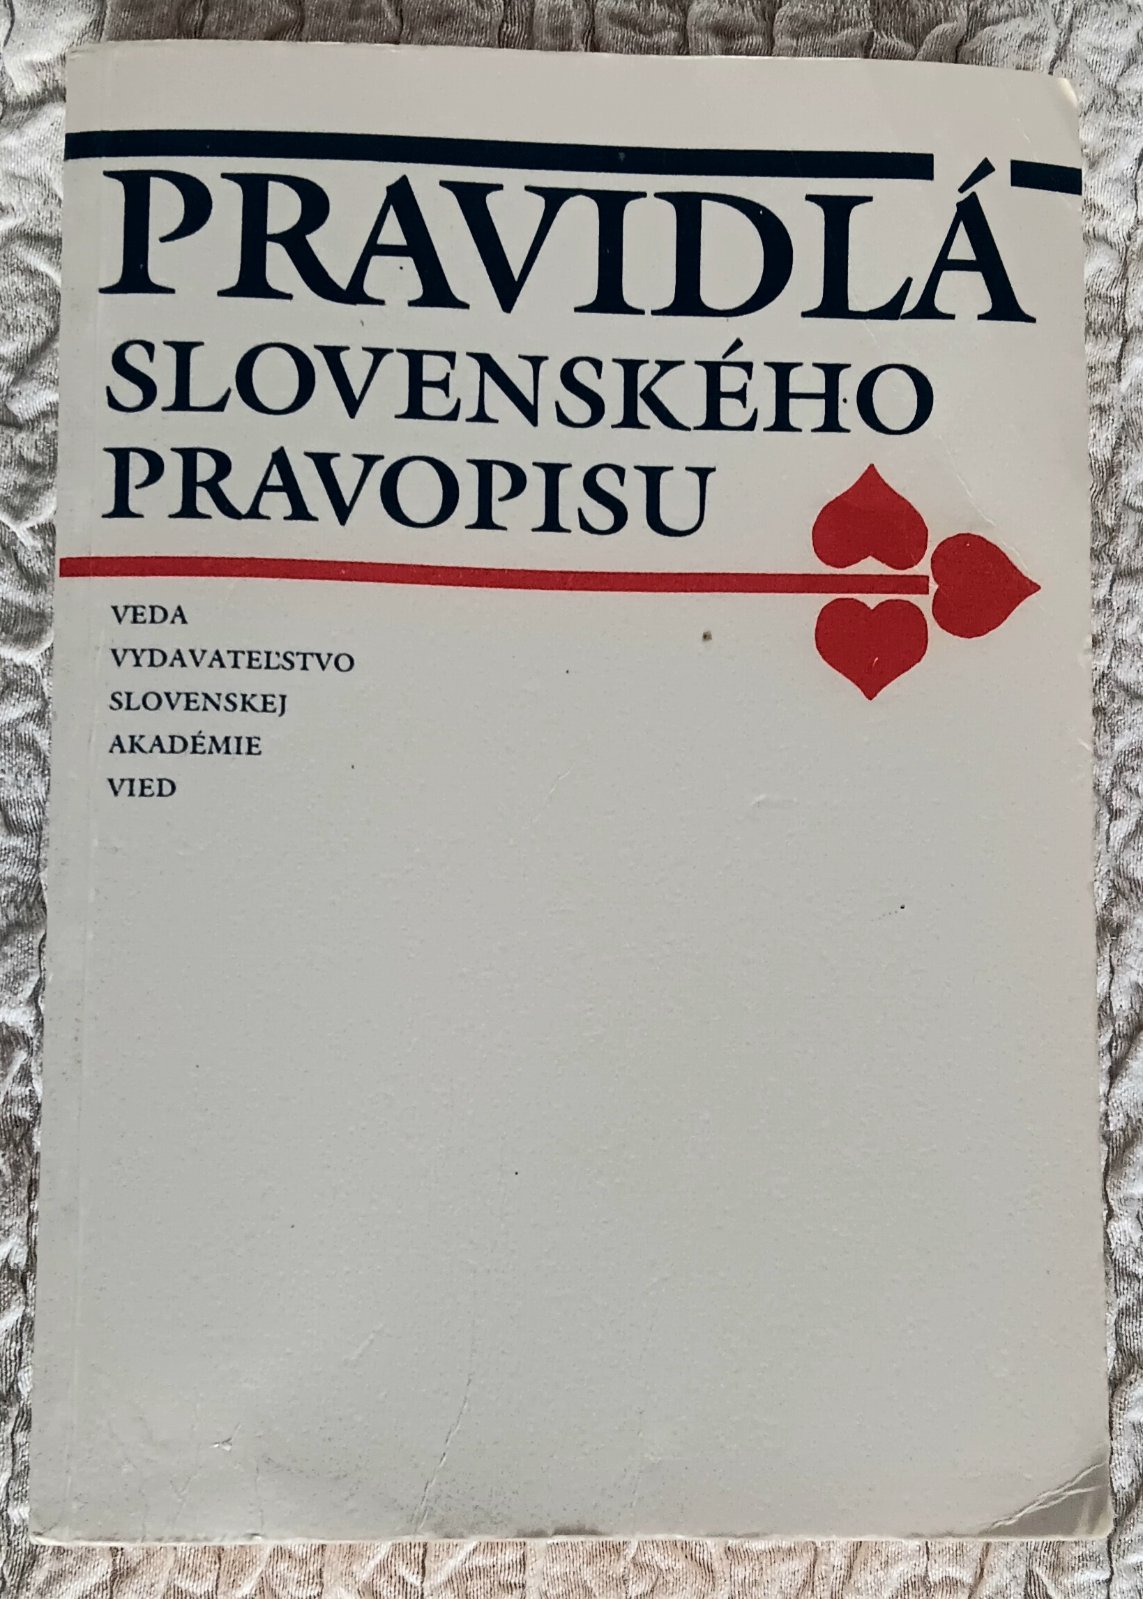 PRAVIDLÁ
SLOVENSKÉHO
PRAVOPISU
VEDA
VYDAVATEĽSTVO
SLOVENSKEJ
AKADÉMIE
VIED